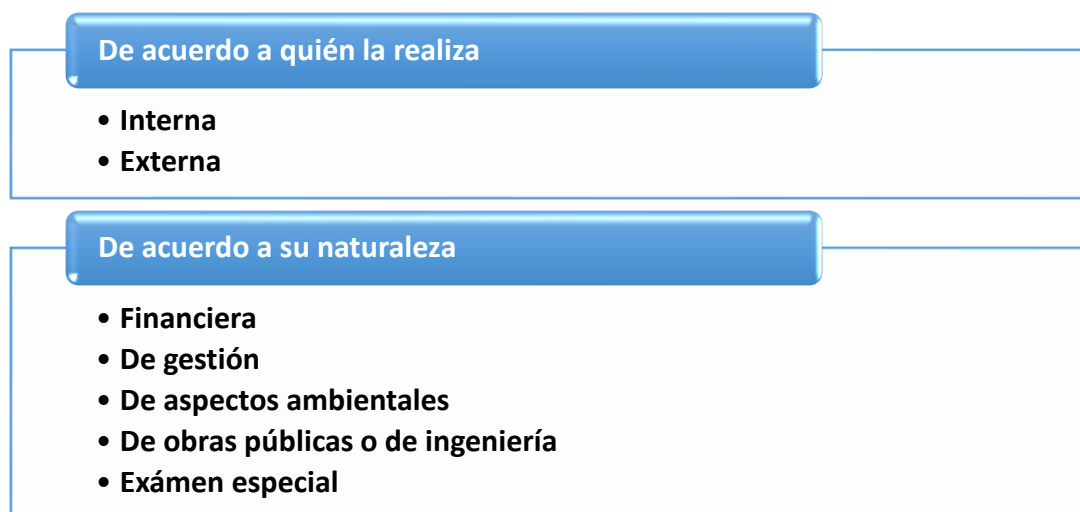 De acuerdo a quién la realiza
• Interna
• Externa
De acuerdo a su naturaleza
• Financiera
• De gestión
• De aspectos ambientales
• De obras públicas o de ingeniería
• Exámen especial